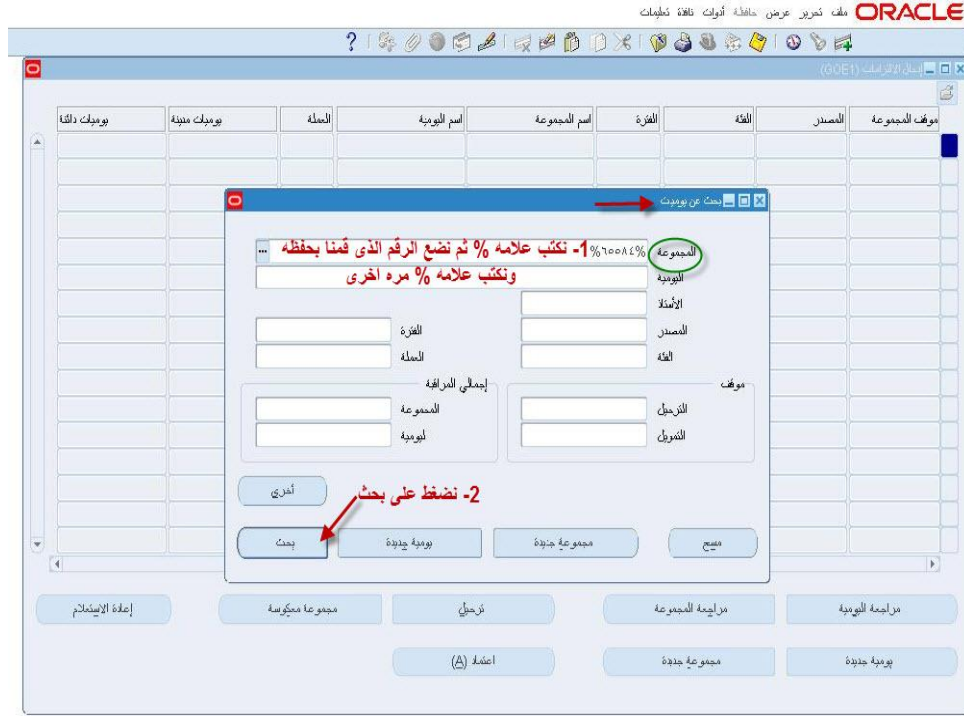 ORACLE ملف تحرير عرض حافظة أدوات نافذة تعليمات
إدخال الالتزامات (GOE1)
موقف المجموعة المصدر الفئة الفترة اسم المجموعة اسم اليومية العملة يوميات مدينة يوميات دائنة
بحث عن يوميات
المجموعة %٦٥٥٠٨٤% 1- نكتب علامه % ثم نضع الرقم الذى قمنا بحفظه
اليومية ونكتب علامه % مره اخرى
الأستاذ
المصدر الفترة
الفئة العملة
موقف إجمالي المراقبة
الترحيل المجموعة
التمويل ليومية
أخرى
2- نضغط على بحث
مسح مجموعة جديدة يومية جديدة بحث
مراجعة اليومية مراجعة المجموعة ترحيل مجموعة معكوسة إعادة الاستعلام
يومية جديدة مجموعة جديدة اعتماد (A)